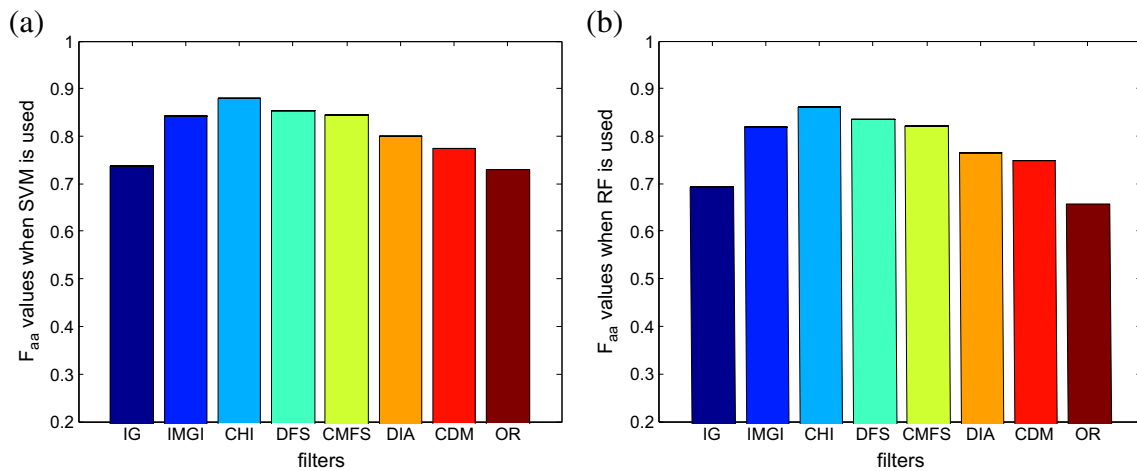 (a)
F_aa values when SVM is used
1
0.9
0.8
0.7
0.6
0.5
0.4
0.3
0.2
IG IMGI CHI DFS CMFS DIA CDM OR
filters
(b)
F_aa values when RF is used
1
0.9
0.8
0.7
0.6
0.5
0.4
0.3
0.2
IG IMGI CHI DFS CMFS DIA CDM OR
filters